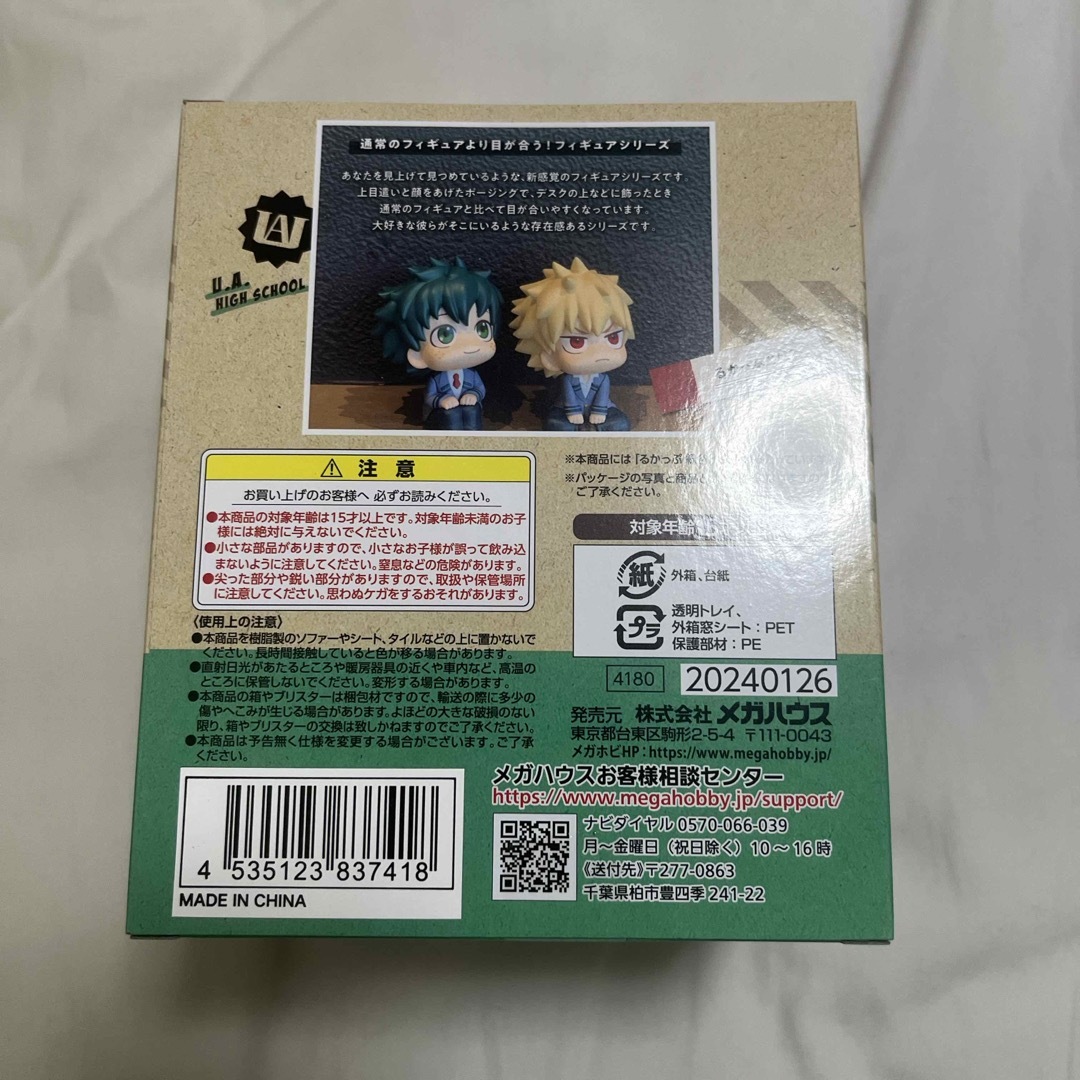 通常のフィギュアより目が合う!フィギュアシリーズ
あなたを見上げて見つめているような、新感覚のフィギュアシリーズです。
上目遣いと顔をあげたポージングで、デスクの上などに飾ったとき
通常のフィギュアと比べて目が合いやすくなっています。
大好きな彼らがそこにいるような存在感あるシリーズです。
UA
U.A.
HIGH SCHOOL
⚠ 注意
お買い上げのお客様へ 必ずお読みください。
●本商品の対象年齢は15才以上です。対象年齢未満のお子
様には絶対に与えないでください。
●小さな部品がありますので、小さなお子様が誤って飲み込
まないように注意してください。窒息などの危険があります。
●尖った部分や鋭い部分がありますので、取扱や保管場所
に注意してください。思わぬケガをするおそれがあります。
〈使用上の注意〉
●本商品を樹脂製のソファーやシート、タイルなどの上に置かないで
ください。長時間接触していると色が移る場合があります。
●直射日光があたるところや暖房器具の近くや車内など、高温の
ところに保管しないでください。変形する場合があります。
●本商品の箱やブリスターは梱包材ですので、輸送の際に多少の
傷やへこみが生じる場合があります。よほどの大きな破損のない
限り、箱やブリスターの交換は致しかねますのでご了承ください。
●本商品は予告無く仕様を変更する場合がございます。ご了承
ください。
※本商品には「るかっぷ
※パッケージの写真と商品
ご了承ください。
対象年齢
紙 外箱、台紙
プラ 透明トレイ、
外箱窓シート:PET
保護部材:PE
4180 20240126
発売元 株式会社 メガハウス
東京都台東区駒形2-5-4 〒111-0043
メガホビHP:https://www.megahobby.jp/
メガハウスお客様相談センター
https://www.megahobby.jp/support/
ナビダイヤル 0570-066-039
月～金曜日(祝日除く)10～16時
《送付先》〒277-0863
千葉県柏市豊四季241-22
4 535123 837418
MADE IN CHINA